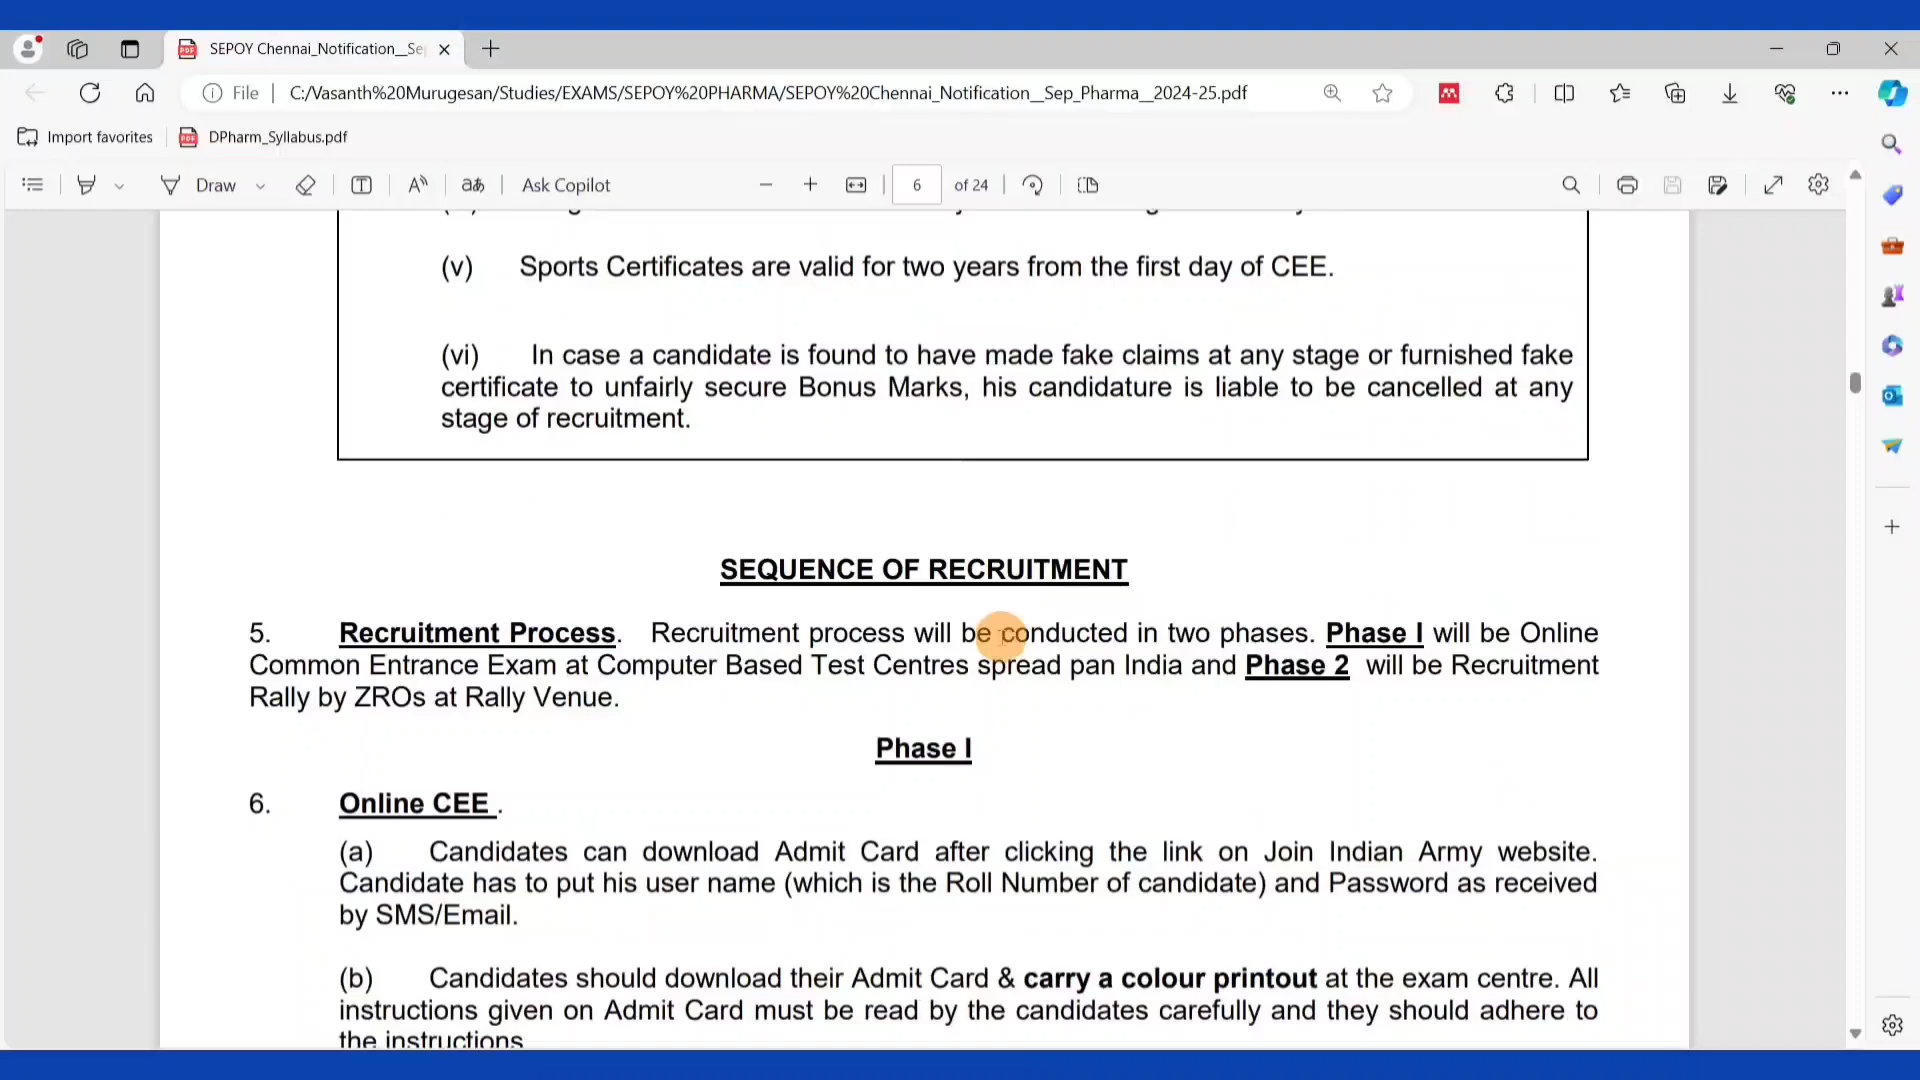 SEPOY Chennai_Notification__Se
File
C:/Vasanth%20Murugesan/Studies/EXAMS/SEPOY%20PHARMA/SEPOY%20Chennai_Notification__Sep_Pharma__2024-25.pdf
Import favorites
DPharm_Syllabus.pdf
Draw
Ask Copilot
6 of 24
(v) Sports Certificates are valid for two years from the first day of CEE.
(vi) In case a candidate is found to have made fake claims at any stage or furnished fake
certificate to unfairly secure Bonus Marks, his candidature is liable to be cancelled at any
stage of recruitment.
SEQUENCE OF RECRUITMENT
5. Recruitment Process. Recruitment process will be conducted in two phases. Phase I will be Online
Common Entrance Exam at Computer Based Test Centres spread pan India and Phase 2 will be Recruitment
Rally by ZROs at Rally Venue.
Phase I
6. Online CEE .
(a) Candidates can download Admit Card after clicking the link on Join Indian Army website.
Candidate has to put his user name (which is the Roll Number of candidate) and Password as received
by SMS/Email.
(b) Candidates should download their Admit Card & carry a colour printout at the exam centre. All
instructions given on Admit Card must be read by the candidates carefully and they should adhere to
the instructions